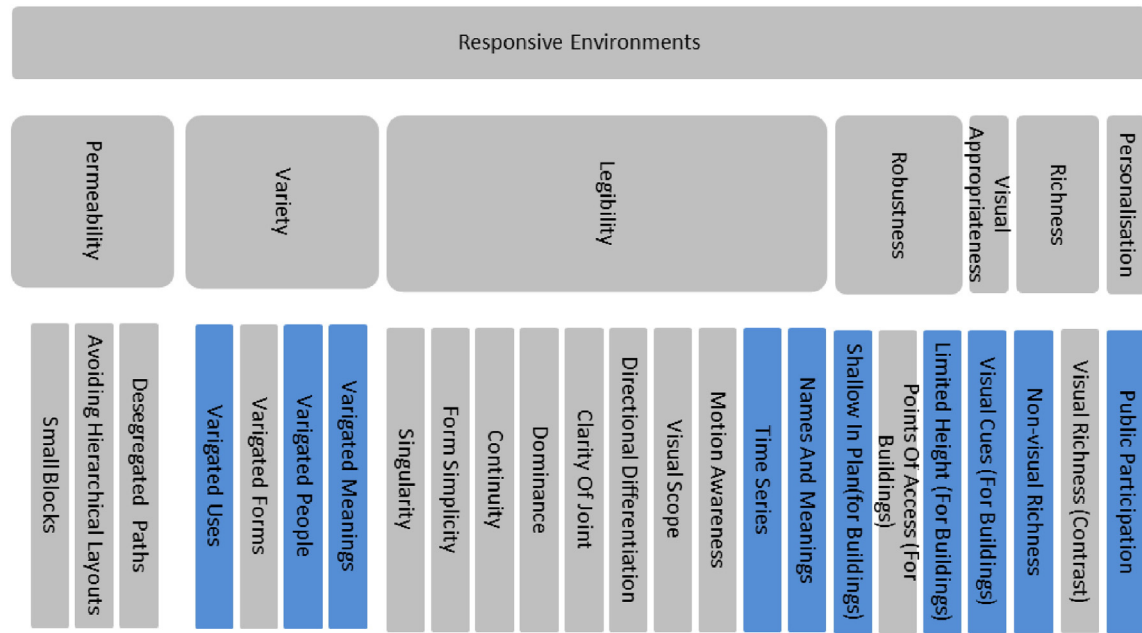 Responsive Environments
Permeability
Variety
Legibility
Robustness
Visual
Appropriateness
Richness
Personalisation
Small Blocks
Avoiding Hierarchical Layouts
Desegregated Paths
Varigated Uses
Varigated Forms
Varigated People
Varigated Meanings
Singularity
Form Simplicity
Continuity
Dominance
Clarity Of Joint
Directional Differentiation
Visual Scope
Motion Awareness
Time Series
Names And Meanings
Shallow In Plan(for Buildings)
Points Of Access (For
Buildings)
Limited Height (For Buildings)
Visual Cues (For Buildings)
Non-visual Richness
Visual Richness (Contrast)
Public Participation